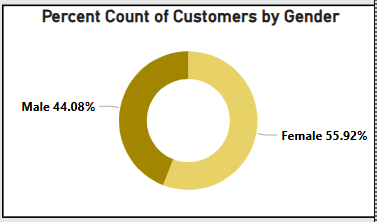 Percent Count of Customers by Gender
Male 44.08%
Female 55.92%